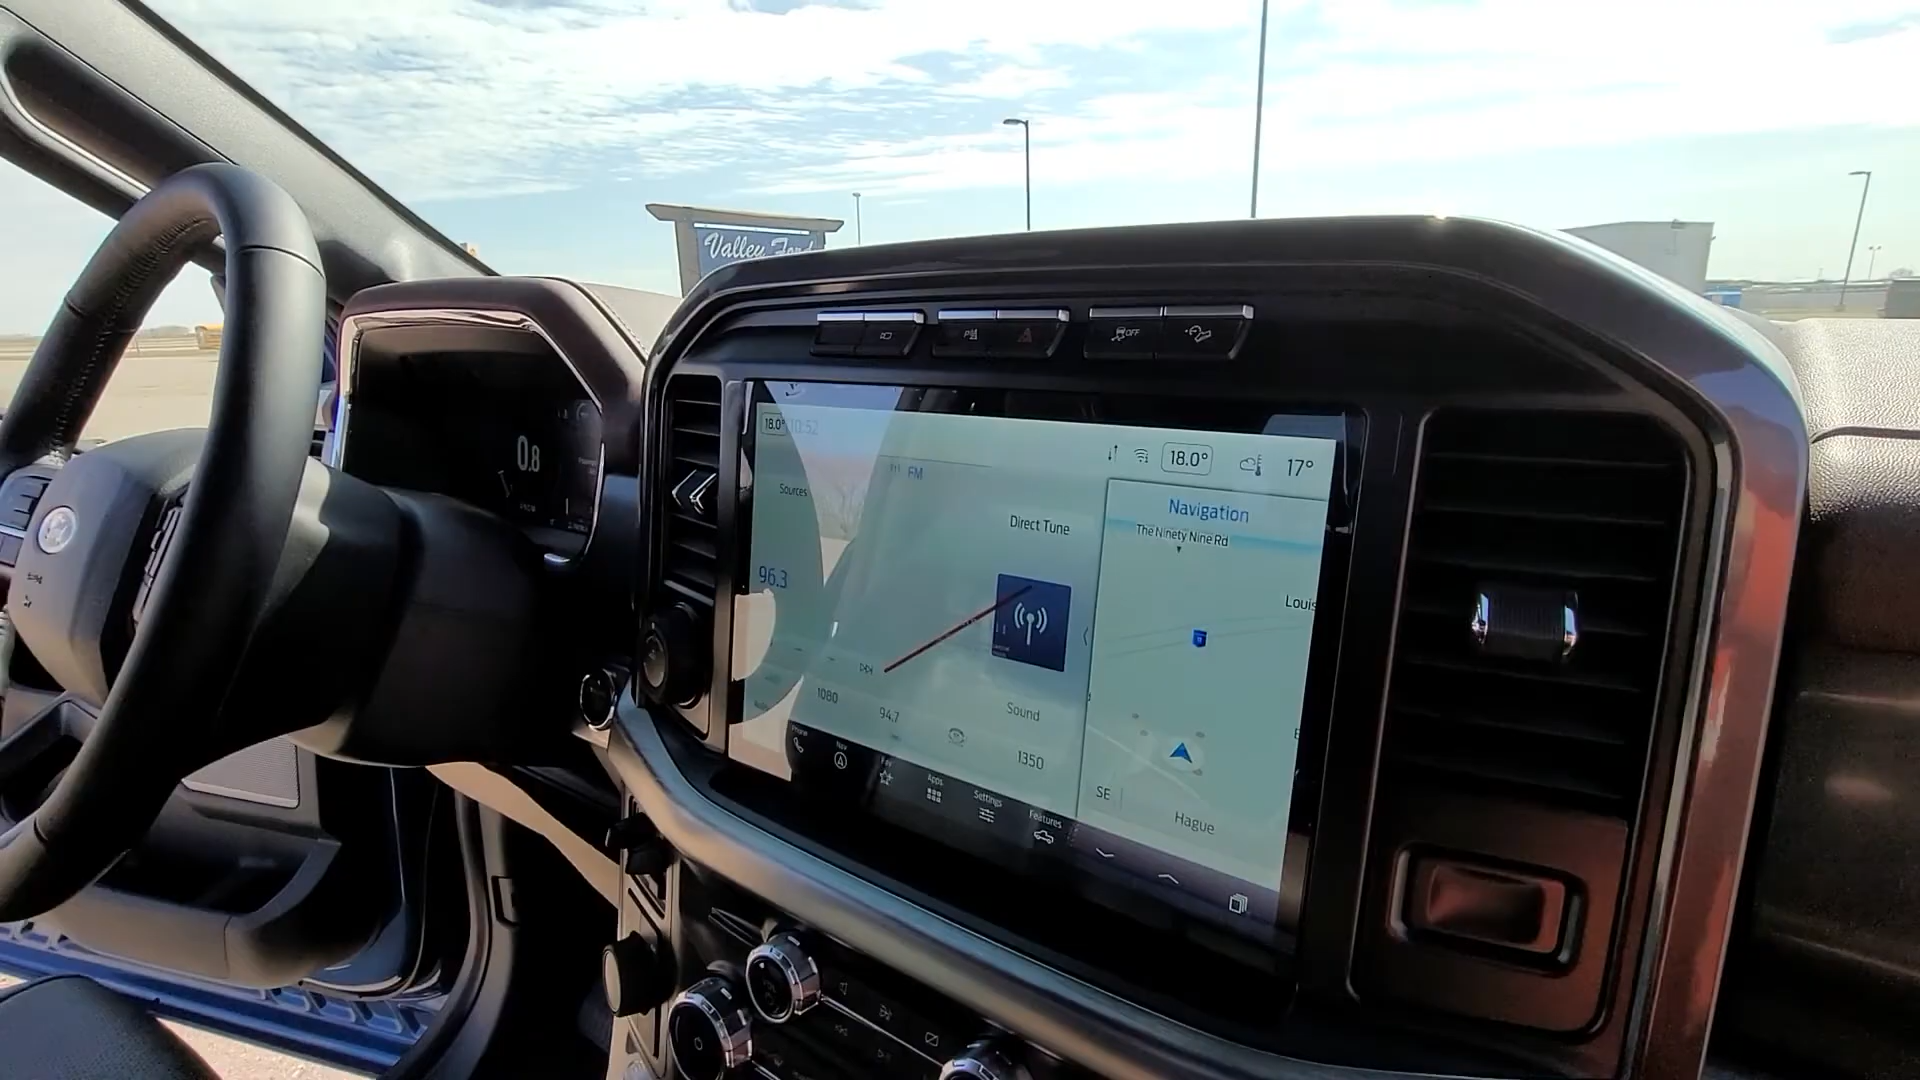 Valley Ford
OFF
0.8
18.0° 10:52
18.0°
17°
FM
Sources
Navigation
The Ninety Nine Rd
Direct Tune
96.3
Louis
1080
94.7
Sound
1350
SE
Hague
Phone
Nav
Fav
Apps
Settings
Features